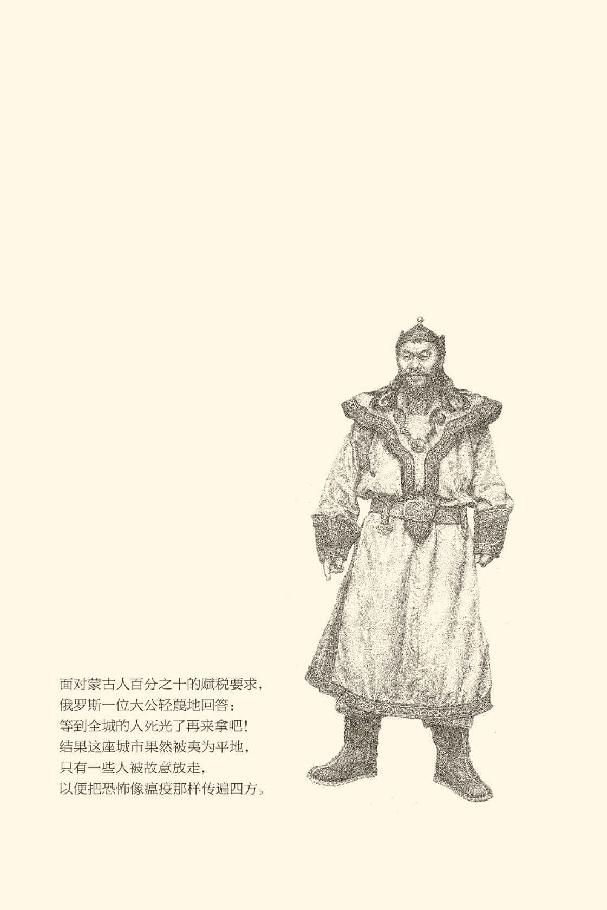 面对蒙古人百分之十的赋税要求，
俄罗斯一位大公轻蔑地回答：
等到全城的人死光了再来拿吧！
结果这座城市果然被夷为平地，
只有一些人被故意放走，
以便把恐怖像瘟疫那样传遍四方。